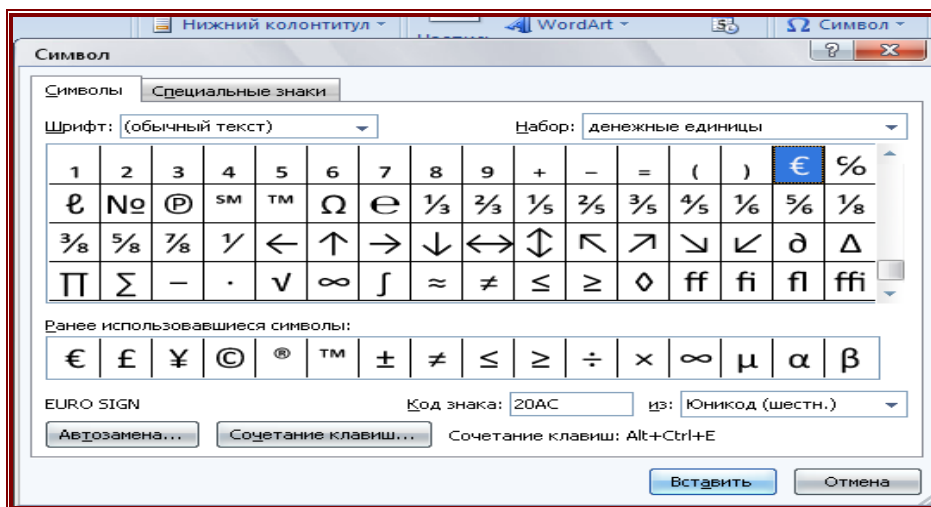 Нижний колонтитул WordArt Символ
Символ
Символы Специальные знаки
Шрифт: (обычный текст) Набор: денежные единицы
1 2 3 4 5 6 7 8 9 + − = ( ) € ℅
ℓ № ℗ ℠ ™ Ω ℮ ⅓ ⅔ ⅕ ⅖ ⅗ ⅘ ⅙ ⅚ ⅛
⅜ ⅝ ⅞ ⅟ ← ↑ → ↓ ↔ ↕ ↖ ↗ ↘ ↙ ∂ ∆
∏ ∑ − ∙ √ ∞ ∫ ≈ ≠ ≤ ≥ ◊ ff fi fl ffi
Ранее использовавшиеся символы:
€ £ ¥ © ® ™ ± ≠ ≤ ≥ ÷ × ∞ µ α β
EURO SIGN Код знака: 20AC из: Юникод (шестн.)
Автозамена... Сочетание клавиш... Сочетание клавиш: Alt+Ctrl+E
Вставить Отмена